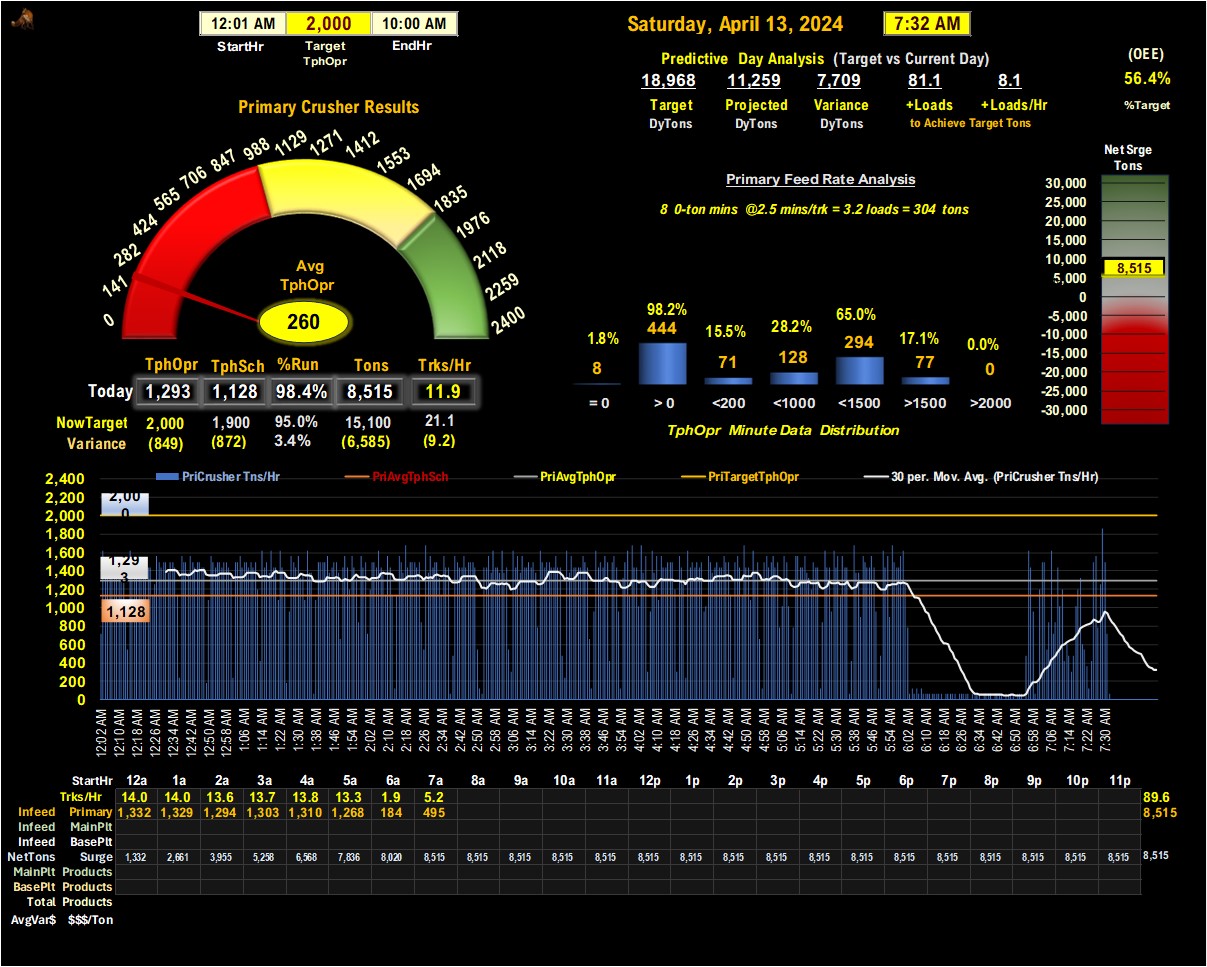 12:01 AM 2,000 10:00 AM
StartHr Target EndHr
TphOpr
Saturday, April 13, 2024 7:32 AM
Predictive Day Analysis (Target vs Current Day)
18,968 11,259 7,709 81.1 8.1
Target Projected Variance +Loads +Loads/Hr
DyTons DyTons DyTons to Achieve Target Tons
(OEE)
56.4%
%Target
Primary Crusher Results
0 141 282 424 565 706 847 988 1129 1271 1412 1553 1694 1835 1976 2118 2259 2400
Avg
TphOpr
260
TphOpr TphSch %Run Tons Trks/Hr
Today 1,293 1,128 98.4% 8,515 11.9
NowTarget 2,000 1,900 95.0% 15,100 21.1
Variance (849) (872) 3.4% (6,585) (9.2)
Primary Feed Rate Analysis
8 0-ton mins @2.5 mins/trk = 3.2 loads = 304 tons
1.8% 98.2% 15.5% 28.2% 65.0% 17.1% 0.0%
8 444 71 128 294 77 0
= 0 > 0 <200 <1000 <1500 >1500 >2000
TphOpr Minute Data Distribution
Net Srge
Tons
30,000
25,000
20,000
15,000
10,000
8,515
5,000
0
-5,000
-10,000
-15,000
-20,000
-25,000
-30,000
PriCrusher Tns/Hr PriAvgTphSch PriAvgTphOpr PriTargetTphOpr 30 per. Mov. Avg. (PriCrusher Tns/Hr)
2,400
2,200
2,000
1,800
1,600
1,400
1,200
1,000
800
600
400
200
0
2,00
0
1,29
3
1,128
12:02 AM 12:10 AM 12:18 AM 12:26 AM 12:34 AM 12:42 AM 12:50 AM 12:58 AM 1:06 AM 1:14 AM 1:22 AM 1:30 AM 1:38 AM 1:46 AM 1:54 AM 2:02 AM 2:10 AM 2:18 AM 2:26 AM 2:34 AM 2:42 AM 2:50 AM 2:58 AM 3:06 AM 3:14 AM 3:22 AM 3:30 AM 3:38 AM 3:46 AM 3:54 AM 4:02 AM 4:10 AM 4:18 AM 4:26 AM 4:34 AM 4:42 AM 4:50 AM 4:58 AM 5:06 AM 5:14 AM 5:22 AM 5:30 AM 5:38 AM 5:46 AM 5:54 AM 6:02 AM 6:10 AM 6:18 AM 6:26 AM 6:34 AM 6:42 AM 6:50 AM 6:58 AM 7:06 AM 7:14 AM 7:22 AM 7:30 AM
StartHr 12a 1a 2a 3a 4a 5a 6a 7a 8a 9a 10a 11a 12p 1p 2p 3p 4p 5p 6p 7p 8p 9p 10p 11p
Trks/Hr 14.0 14.0 13.6 13.7 13.8 13.3 1.9 5.2 89.6
Infeed Primary 1,332 1,329 1,294 1,303 1,310 1,268 184 495 8,515
Infeed MainPlt
Infeed BasePlt
NetTons Surge 1,332 2,661 3,955 5,258 6,568 7,836 8,020 8,515 8,515 8,515 8,515 8,515 8,515 8,515 8,515 8,515 8,515 8,515 8,515 8,515 8,515 8,515 8,515 8,515 8,515
MainPlt Products
BasePlt Products
Total Products
AvgVar$ $$$/Ton